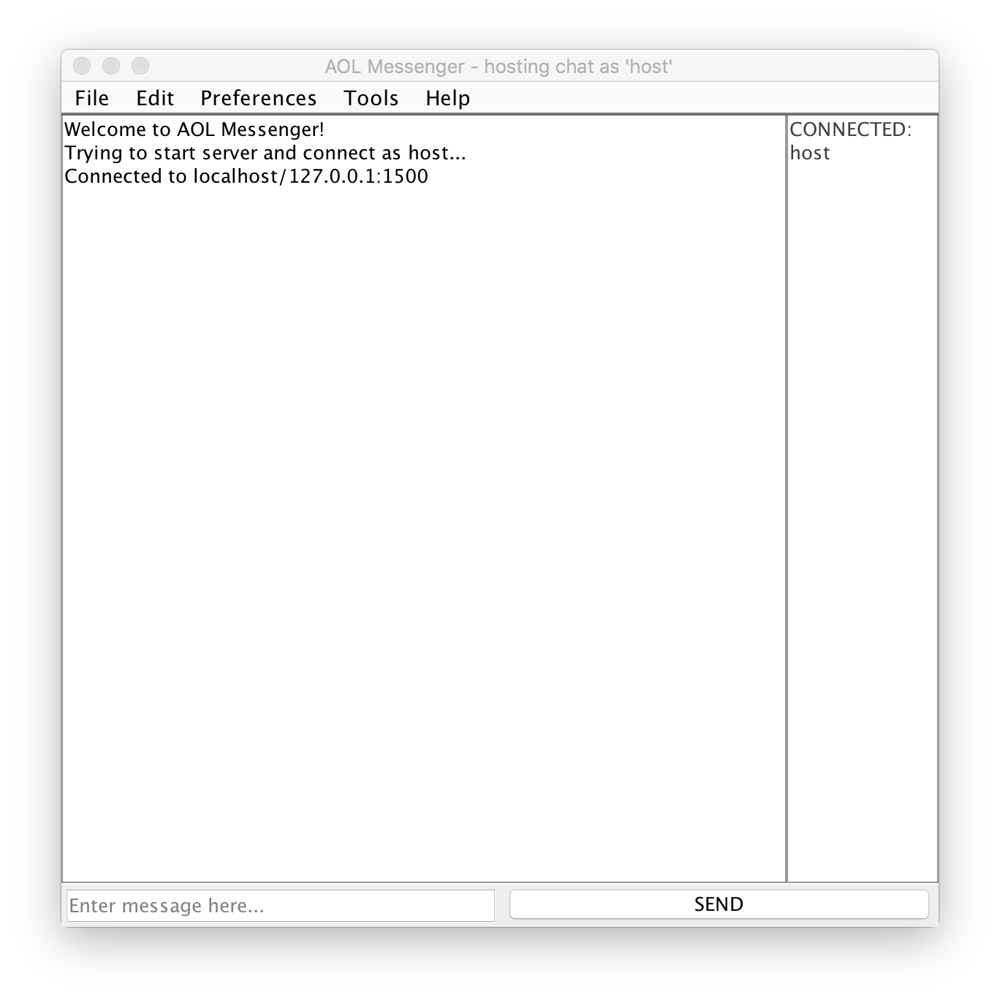 AOL Messenger - hosting chat as 'host'
File Edit Preferences Tools Help
Welcome to AOL Messenger!
Trying to start server and connect as host...
Connected to localhost/127.0.0.1:1500
CONNECTED:
host
Enter message here...
SEND